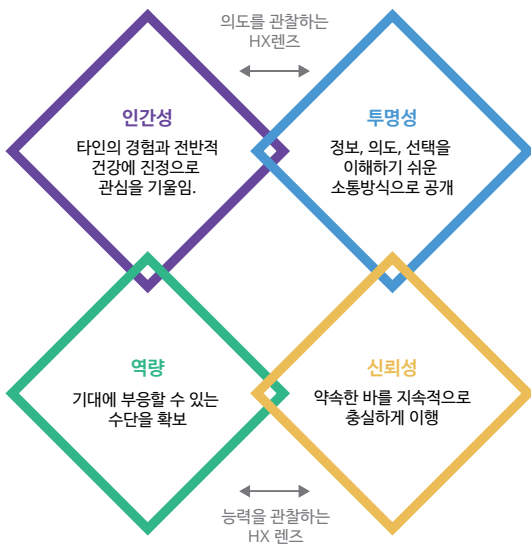 의도를 관찰하는
HX렌즈
인간성
타인의 경험과 전반적
건강에 진정으로
관심을 기울임.
투명성
정보, 의도, 선택을
이해하기 쉬운
소통방식으로 공개
역량
기대에 부응할 수 있는
수단을 확보
신뢰성
약속한 바를 지속적으로
충실하게 이행
능력을 관찰하는
HX 렌즈